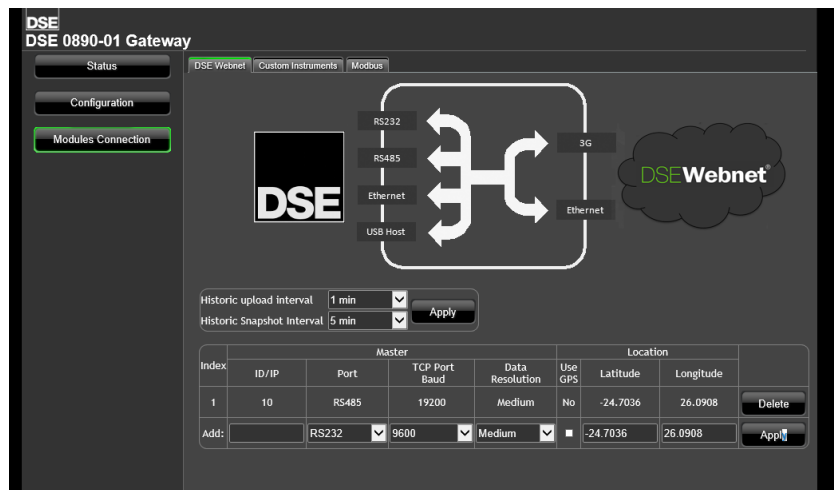 DSE
DSE 0890-01 Gateway
Status
Configuration
Modules Connection
DSE Webnet Custom Instruments Modbus
RS232
RS485
Ethernet
USB Host
DSE
3G
Ethernet
DSEWebnet®
Historic upload interval 1 min
Historic Snapshot Interval 5 min
Apply
Index Master Location
ID/IP Port TCP Port Baud Data Resolution Use GPS Latitude Longitude
1 10 RS485 19200 Medium No -24.7036 26.0908 Delete
Add: RS232 9600 Medium -24.7036 26.0908 Apply